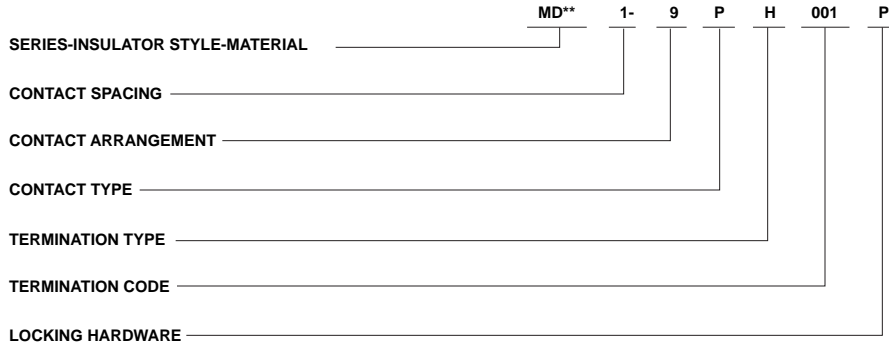 MD** 1- 9 P H 001 P
SERIES-INSULATOR STYLE-MATERIAL
CONTACT SPACING
CONTACT ARRANGEMENT
CONTACT TYPE
TERMINATION TYPE
TERMINATION CODE
LOCKING HARDWARE